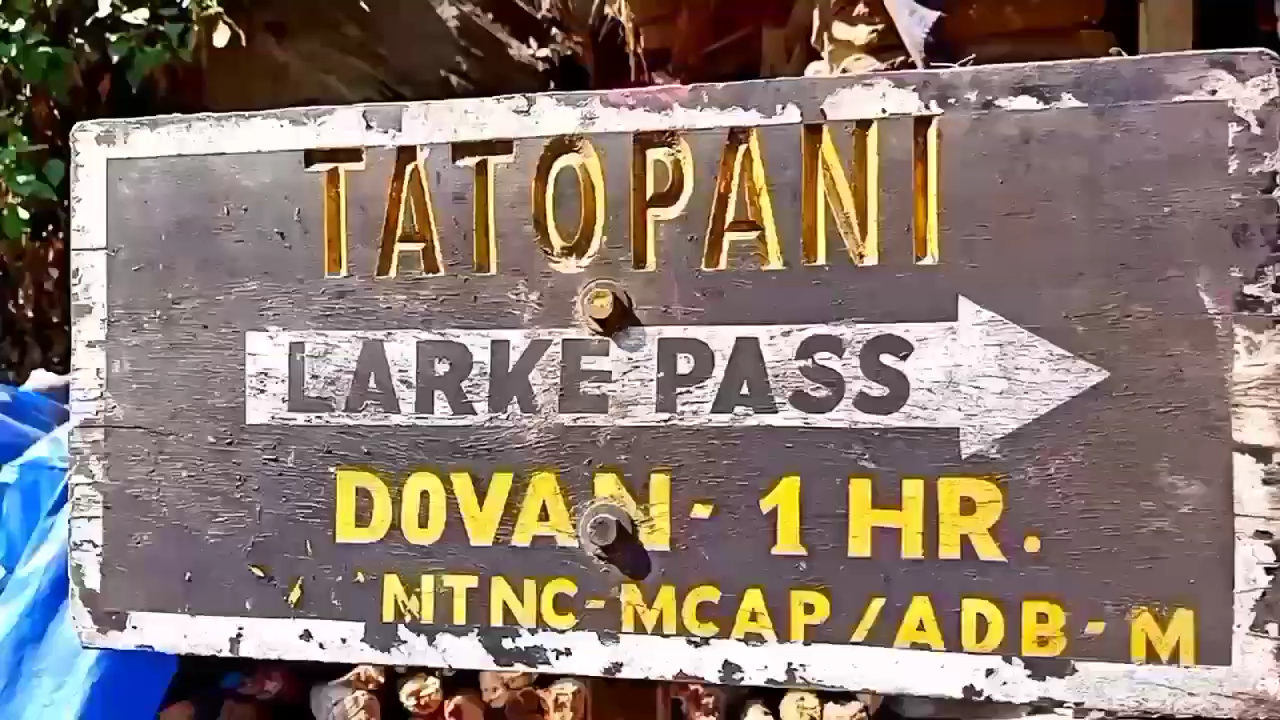 TATOPANI
LARKE PASS
DOVAN - 1 HR.
NTNC-MCAP/ADB-M